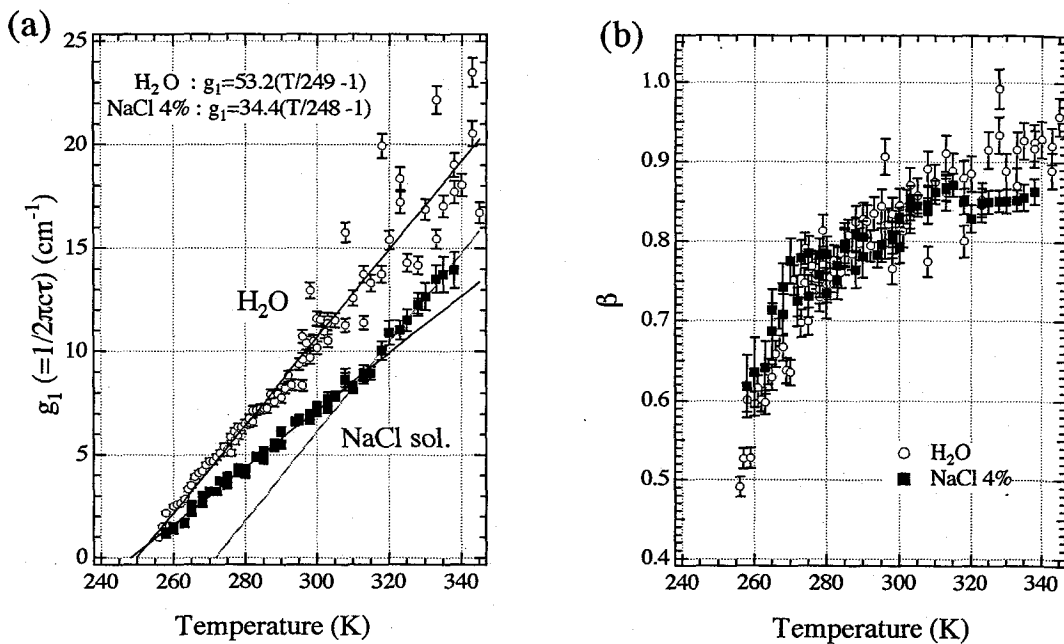 (a)
25
20
15
10
5
0
g₁ (=1/2πcτ) (cm⁻¹)
H₂O : g₁=53.2(T/249 -1)
NaCl 4% : g₁=34.4(T/248 -1)
H₂O
NaCl sol.
240 260 280 300 320 340
Temperature (K)
(b)
1.0
0.9
0.8
0.7
0.6
0.5
0.4
β
H₂O
NaCl 4%
240 260 280 300 320 340
Temperature (K)